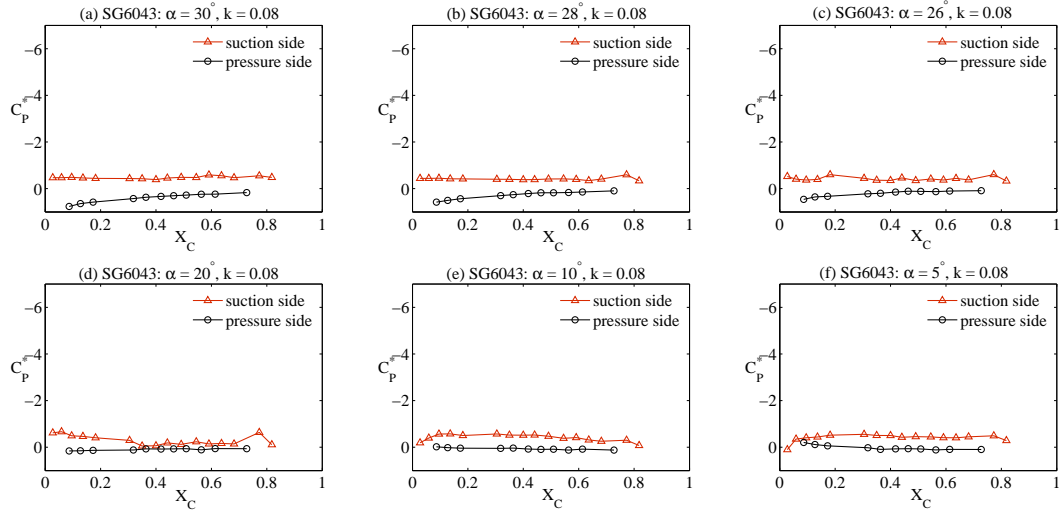 (a) SG6043: α = 30°, k = 0.08
−6
−4
−2
0
C*P
suction side
pressure side
0 0.2 0.4 0.6 0.8 1
XC
(b) SG6043: α = 28°, k = 0.08
−6
−4
−2
0
C*P
suction side
pressure side
0 0.2 0.4 0.6 0.8 1
XC
(c) SG6043: α = 26°, k = 0.08
−6
−4
−2
0
C*P
suction side
pressure side
0 0.2 0.4 0.6 0.8 1
XC
(d) SG6043: α = 20°, k = 0.08
−6
−4
−2
0
C*P
suction side
pressure side
0 0.2 0.4 0.6 0.8 1
XC
(e) SG6043: α = 10°, k = 0.08
−6
−4
−2
0
C*P
suction side
pressure side
0 0.2 0.4 0.6 0.8 1
XC
(f) SG6043: α = 5°, k = 0.08
−6
−4
−2
0
C*P
suction side
pressure side
0 0.2 0.4 0.6 0.8 1
XC